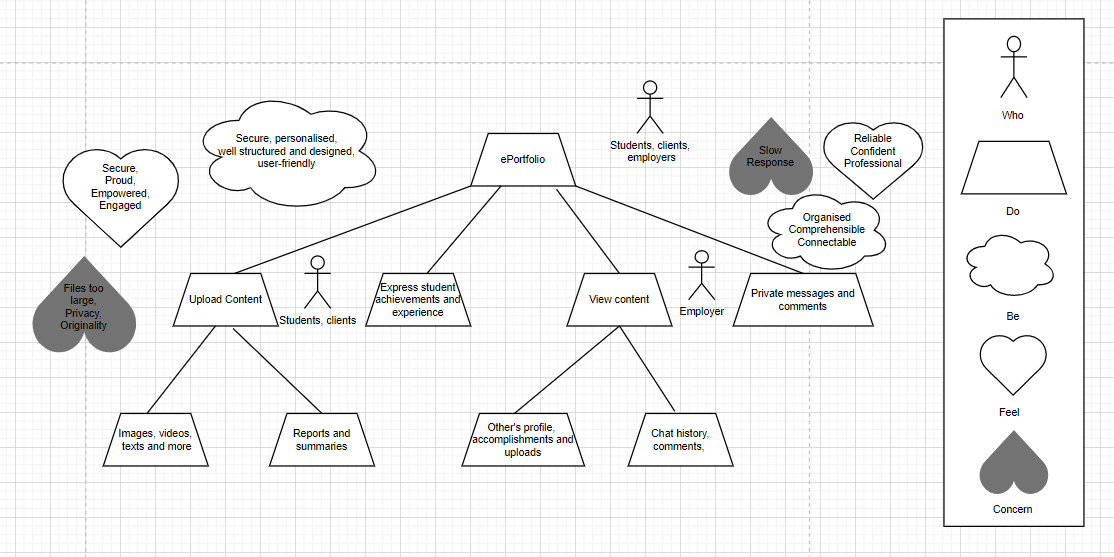 Secure, personalised,
well structured and designed,
user-friendly
Secure,
Proud,
Empowered,
Engaged
ePortfolio
Students, clients,
employers
Slow
Response
Reliable
Confident
Professional
Organised
Comprehensible
Connectable
Files too
large,
Privacy,
Originality
Upload Content
Students, clients
Express student
achievements and
experience
View content
Employer
Private messages and
comments
Images, videos,
texts and more
Reports and
summaries
Other's profile,
accomplishments and
uploads
Chat history,
comments,
Who
Do
Be
Feel
Concern